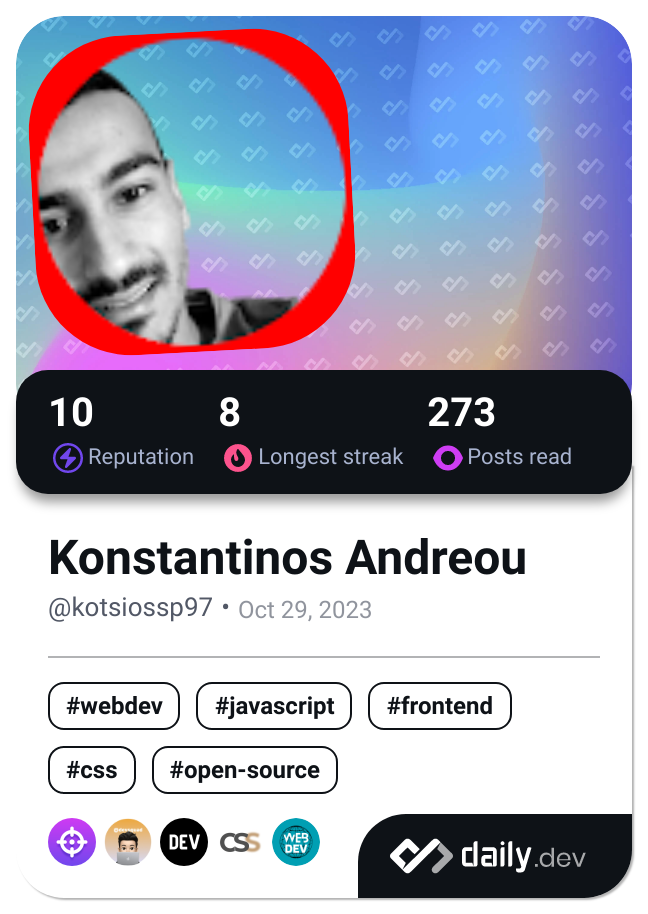 10 8 273
Reputation Longest streak Posts read
Konstantinos Andreou
@kotsiossp97 • Oct 29, 2023
#webdev #javascript #frontend
#css #open-source
DEV CSS WEB DEV
daily.dev